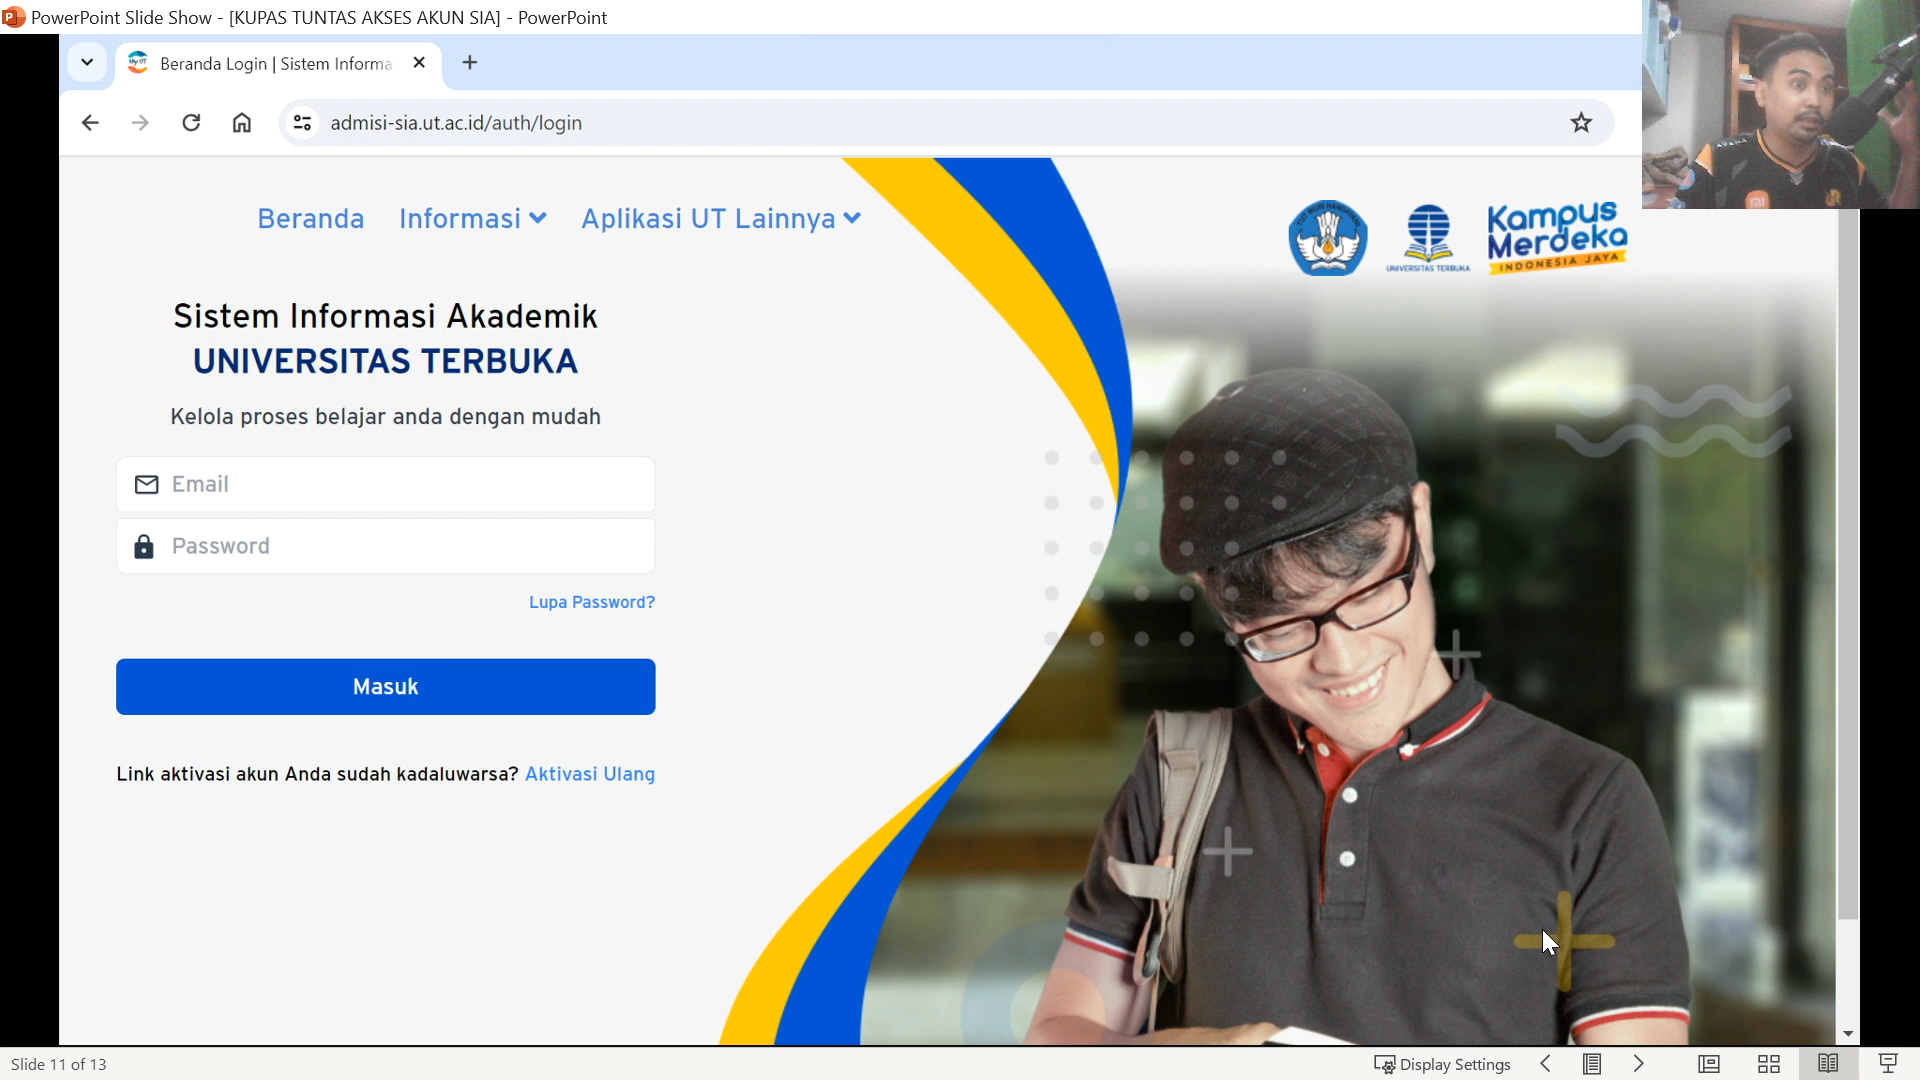 PowerPoint Slide Show - [KUPAS TUNTAS AKSES AKUN SIA] - PowerPoint
Beranda Login | Sistem Informa
admisi-sia.ut.ac.id/auth/login
Beranda Informasi Aplikasi UT Lainnya
Kampus
Merdeka
INDONESIA JAYA
UNIVERSITAS TERBUKA
Sistem Informasi Akademik
UNIVERSITAS TERBUKA
Kelola proses belajar anda dengan mudah
Email
Password
Lupa Password?
Masuk
Link aktivasi akun Anda sudah kadaluwarsa? Aktivasi Ulang
Slide 11 of 13
Display Settings